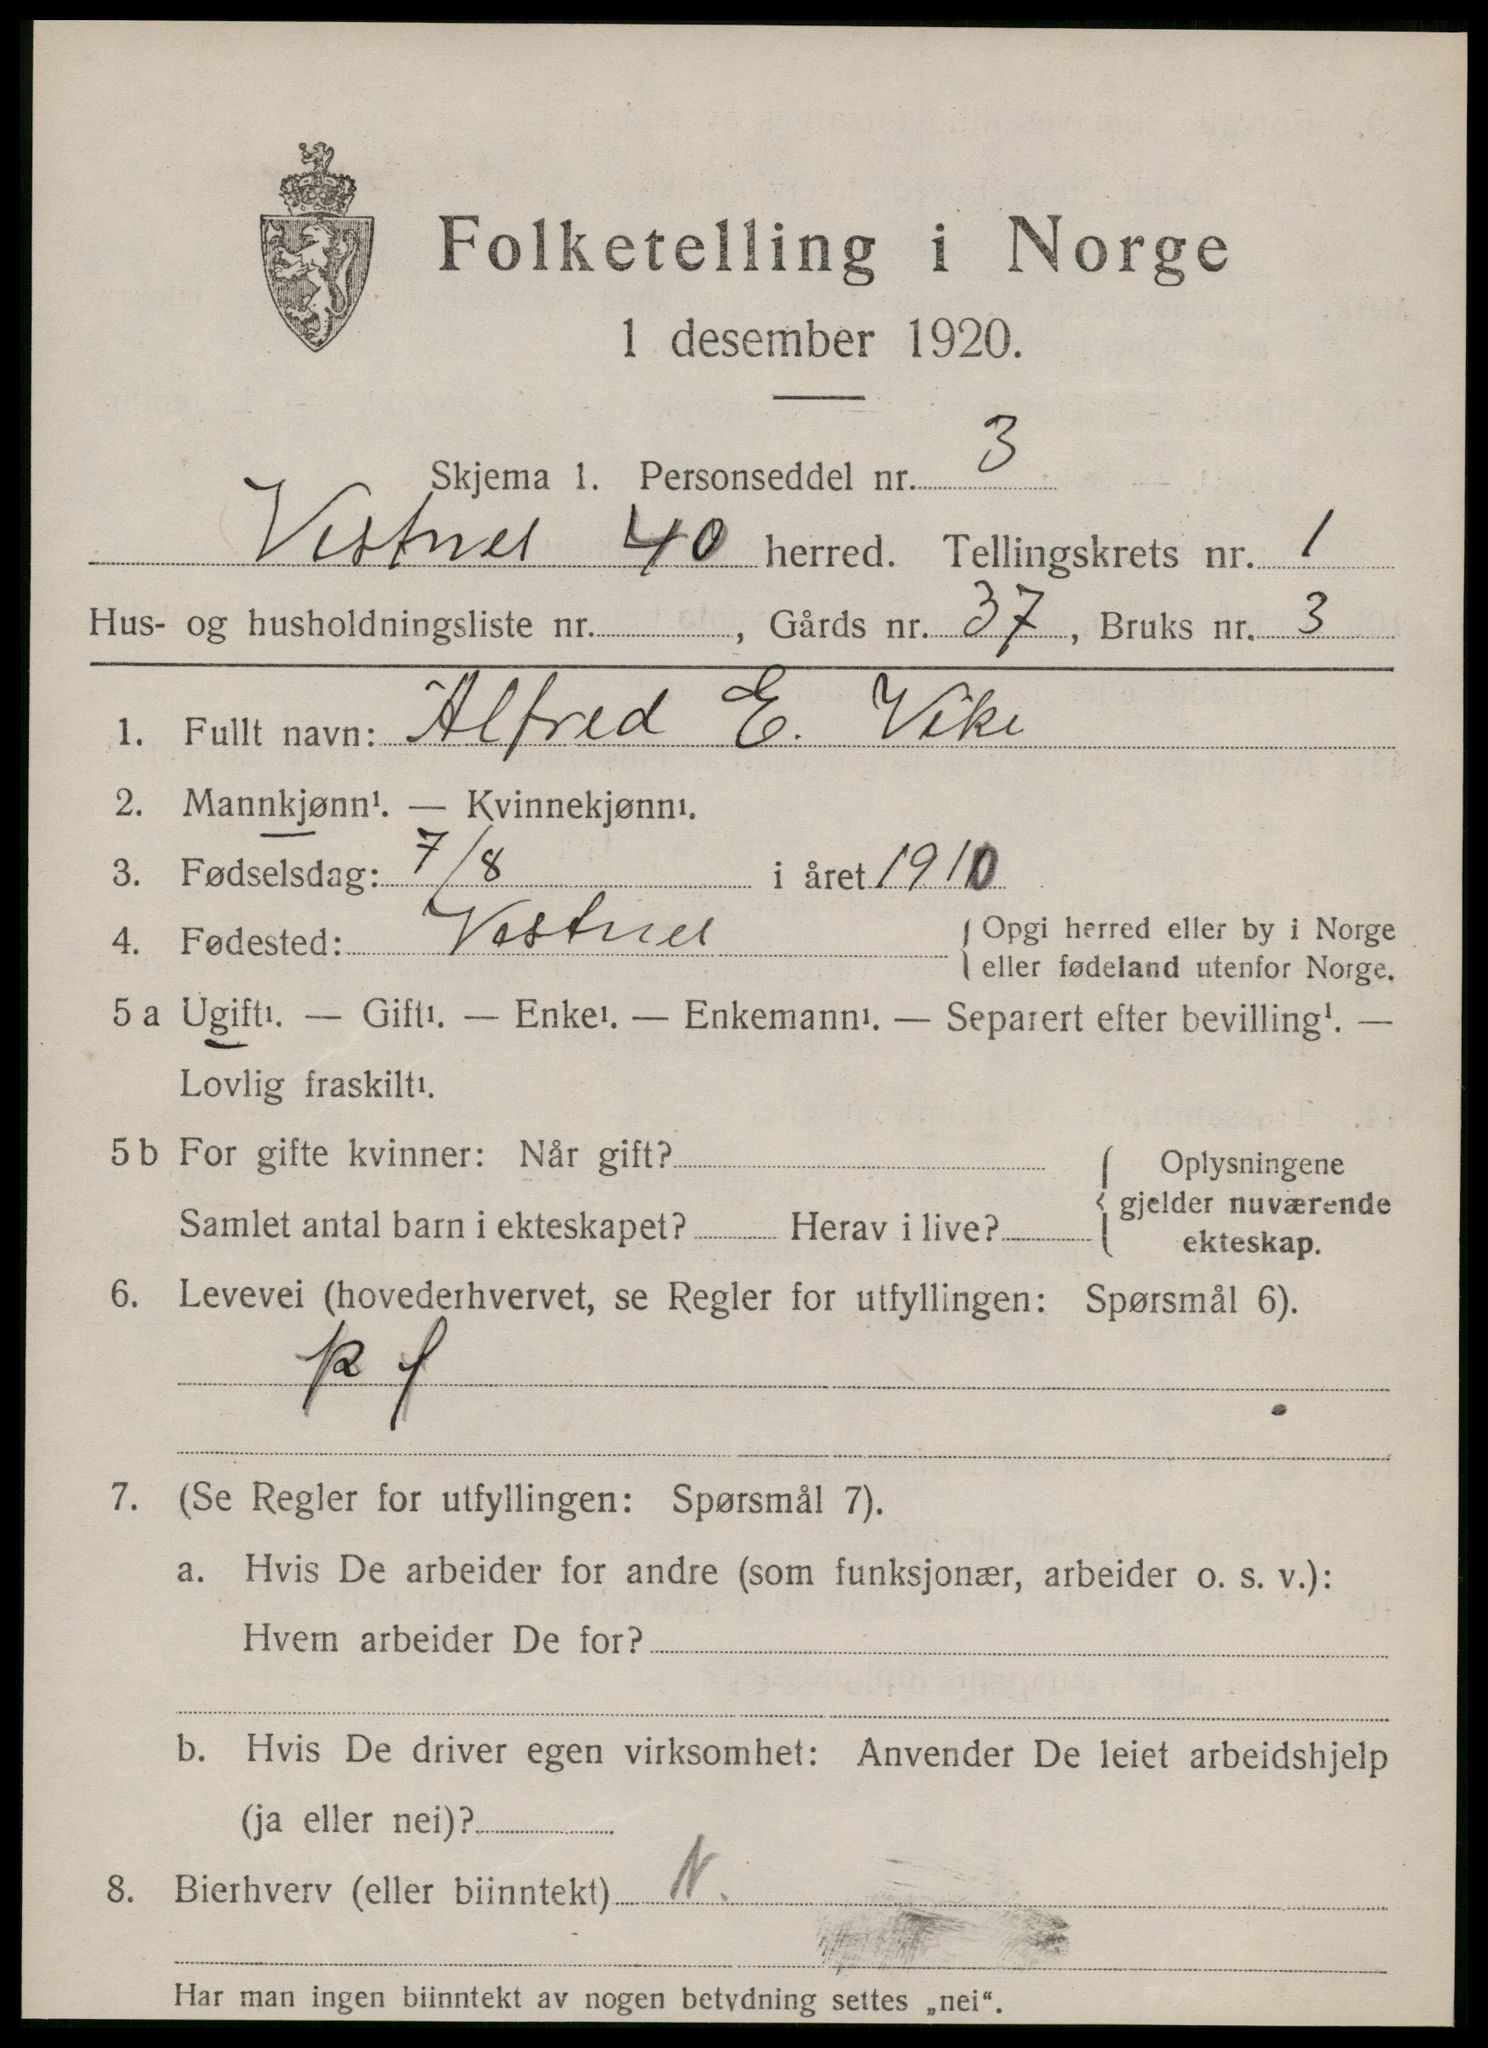 Folketelling i Norge
1 desember 1920.
Skjema 1. Personseddel nr. 3
Vestnes 40 herred. Tellingskrets nr. 1
Hus- og husholdningsliste nr. , Gårds nr. 37, Bruks nr. 3
1. Fullt navn: Alfred E. Vike
2. Mannkjønn¹. — Kvinnekjønn¹.
3. Fødselsdag: 7/8 i året 1910
4. Fødested: Vestnes { Opgi herred eller by i Norge
eller fødeland utenfor Norge.
5 a Ugift¹. — Gift¹. — Enke¹. — Enkemann¹. — Separert efter bevilling¹. —
Lovlig fraskilt¹.
5 b For gifte kvinner: Når gift? { Oplysningene
gjelder nuværende
Samlet antal barn i ekteskapet? Herav i live?
ekteskap.
6. Levevei (hovederhvervet, se Regler for utfyllingen: Spørsmål 6).
7. (Se Regler for utfyllingen: Spørsmål 7).
a. Hvis De arbeider for andre (som funksjonær, arbeider o. s. v.):
Hvem arbeider De for?
b. Hvis De driver egen virksomhet: Anvender De leiet arbeidshjelp
(ja eller nei)?
8. Bierhverv (eller biinntekt) N.
Har man ingen biinntekt av nogen betydning settes „nei“.